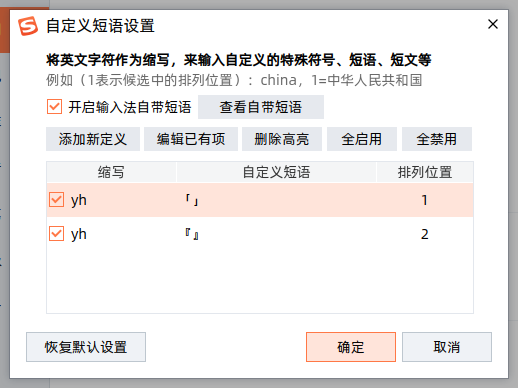 自定义短语设置
将英文字符作为缩写，来输入自定义的特殊符号、短语、短文等
例如（1表示候选中的排列位置）：china，1=中华人民共和国
开启输入法自带短语 查看自带短语
添加新定义 编辑已有项 删除高亮 全启用 全禁用
缩写 自定义短语 排列位置
yh 「」 1
yh 『』 2
恢复默认设置 确定 取消